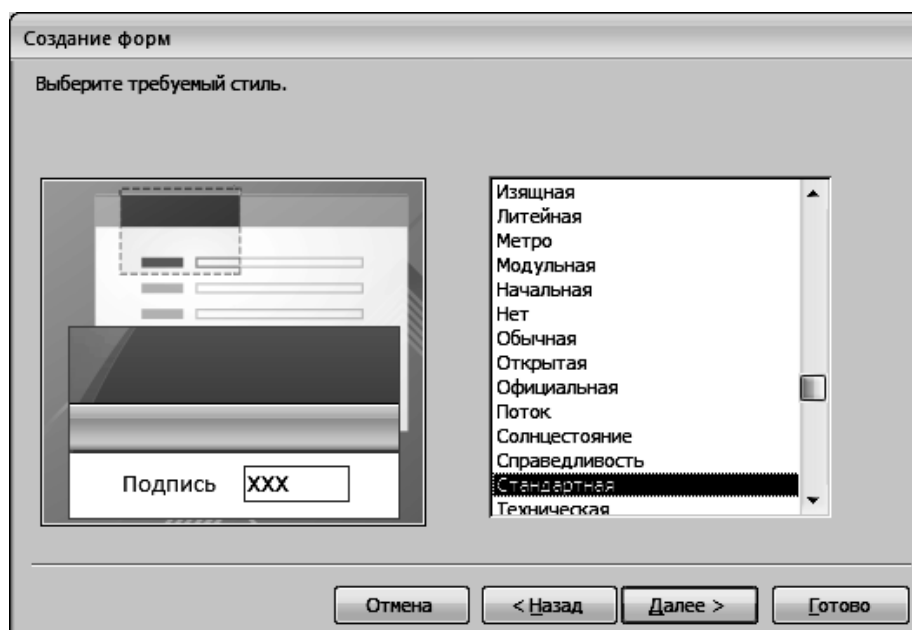 Создание форм
Выберите требуемый стиль.
Подпись XXX
Изящная
Литейная
Метро
Модульная
Начальная
Нет
Обычная
Открытая
Официальная
Поток
Солнцестояние
Справедливость
Стандартная
Техническая
Отмена < Назад Далее > Готово